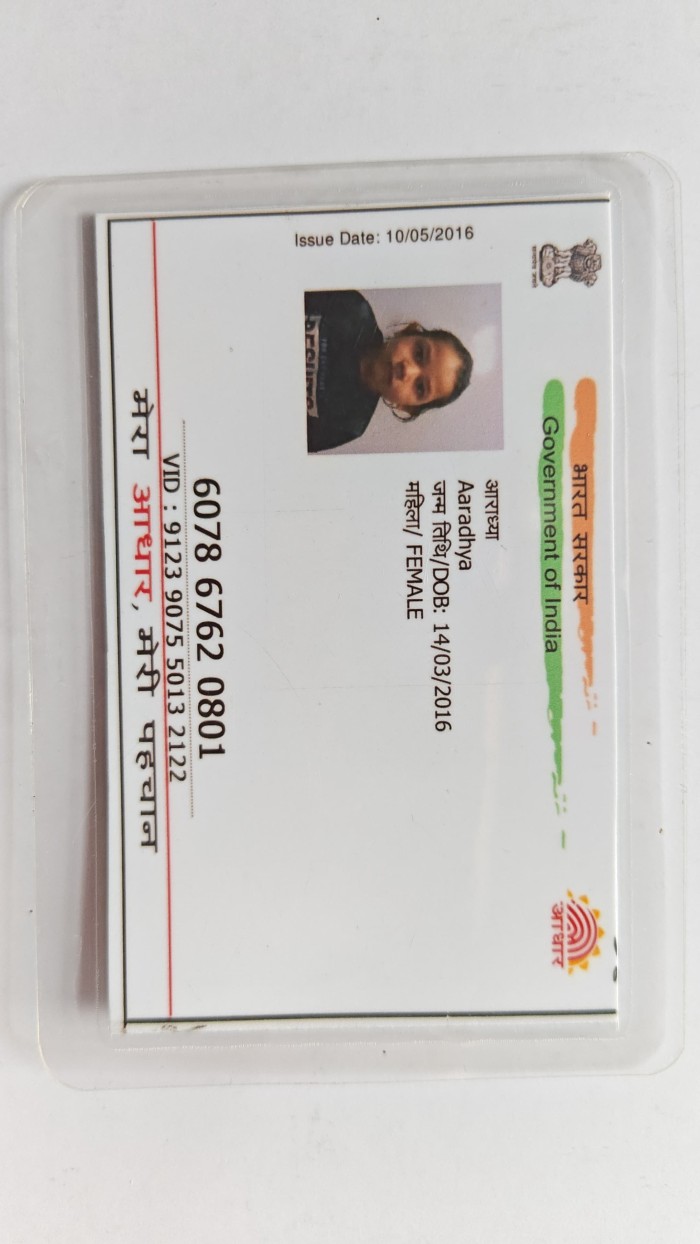 भारत सरकार
Government of India
Issue Date: 10/05/2016
आराध्या
Aaradhya
जन्म तिथि/DOB: 14/03/2016
महिला/ FEMALE
6078 6762 0801
VID : 9123 9075 5013 2122
मेरा आधार, मेरी पहचान
आधार